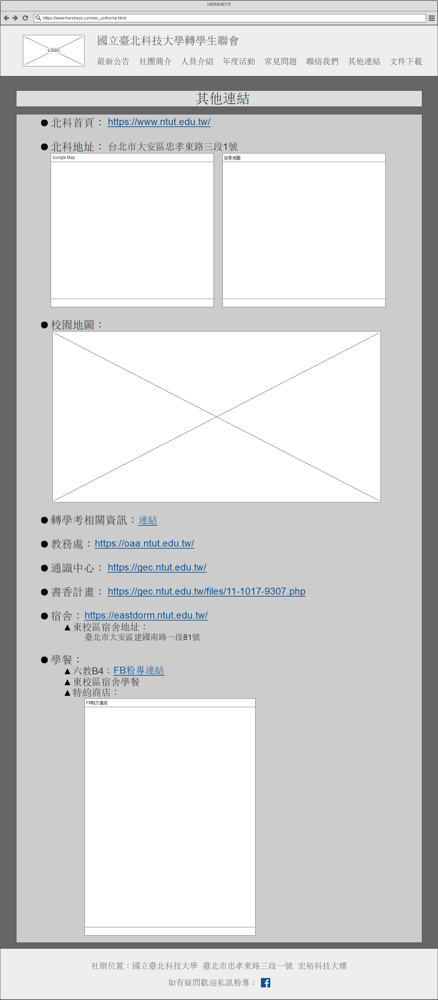 HERSHEY'S
https://www.hersheys.com/en_us/home.html
LOGO
國立臺北科技大學轉學生聯會
最新公告 社團簡介 人員介紹 年度活動 常見問題 聯絡我們 其他連結 文件下載
其他連結
● 北科首頁： https://www.ntut.edu.tw/
● 北科地址： 台北市大安區忠孝東路三段1號
Google Map 街景地圖
● 校園地圖：
● 轉學考相關資訊：連結
● 教務處：https://oaa.ntut.edu.tw/
● 通識中心： https://gec.ntut.edu.tw/
● 書香計畫： https://gec.ntut.edu.tw/files/11-1017-9307.php
● 宿舍：https://eastdorm.ntut.edu.tw/
▲東校區宿舍地址：
臺北市大安區建國南路一段81號
● 學餐：
▲六教B4：FB粉專連結
▲東校區宿舍學餐
▲特約商店：
FB貼文連結
社辦位置：國立臺北科技大學 臺北市忠孝東路三段一號 宏裕科技大樓
如有疑問歡迎私訊粉專：